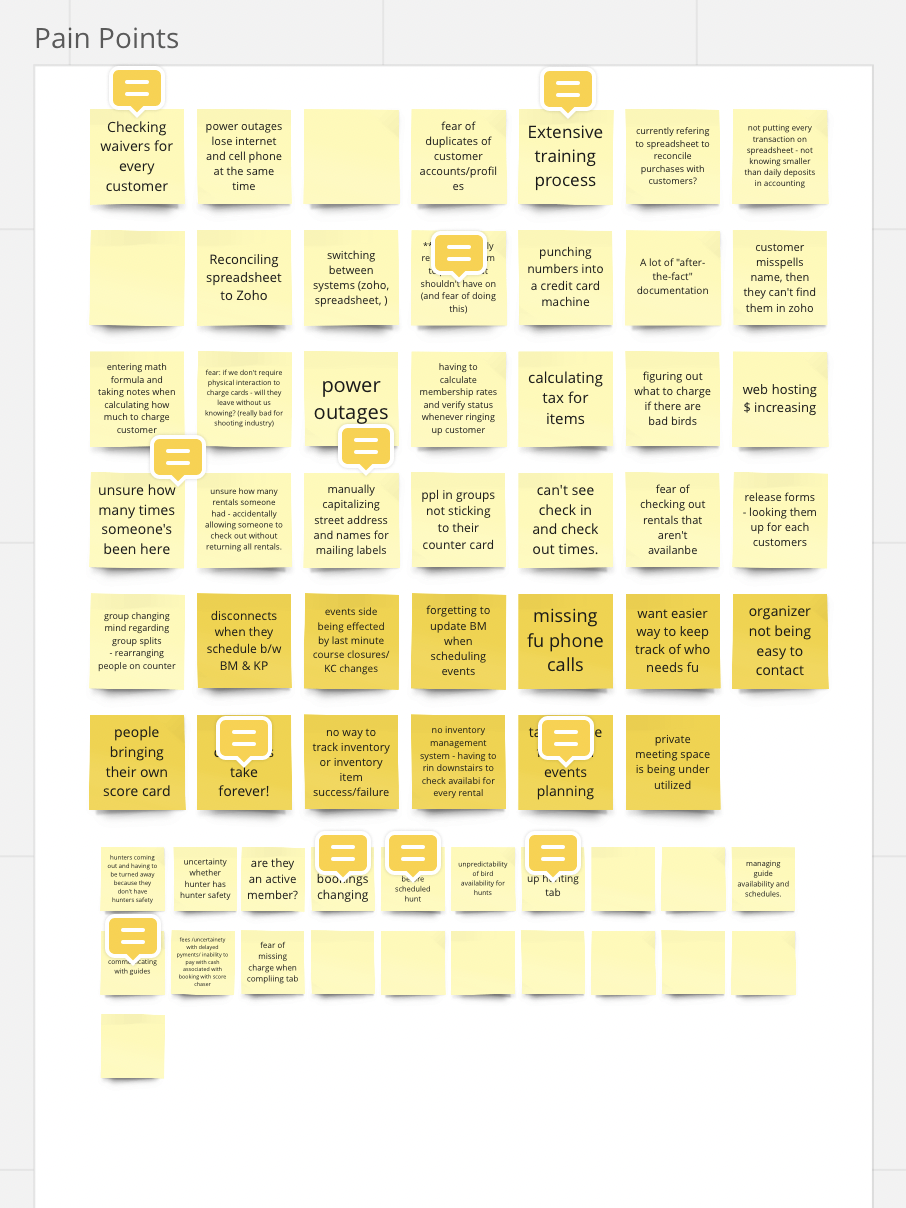 Pain Points
Checking
waivers for
every
customer
power outages
lose internet
and cell phone
at the same
time
fear of
duplicates of
customer
accounts/profil
es
Extensive
training
process
currently refering
to spreadsheet to
reconcile
purchases with
customers?
not putting every
transaction on
spreadsheet - not
knowing smaller
than daily deposits
in accounting
Reconciling
spreadsheet
to Zoho
switching
between
systems (zoho,
spreadsheet, )
shouldn't have on
(and fear of doing
this)
punching
numbers into
a credit card
machine
A lot of "after-
the-fact"
documentation
customer
misspells
name, then
they can't find
them in zoho
entering math
formula and
taking notes when
calculating how
much to charge
customer
fear: if we don't require
physical interaction to
charge cards - will they
leave without us
knowing? (really bad for
shooting industry)
power
outages
having to
calculate
membership rates
and verify status
whenever ringing
up customer
calculating
tax for
items
figuring out
what to charge
if there are
bad birds
web hosting
$ increasing
unsure how
many times
someone's
been here
unsure how many
rentals someone
had - accidentally
allowing someone to
check out without
returning all rentals.
manually
capitalizing
street address
and names for
mailing labels
ppl in groups
not sticking
to their
counter card
can't see
check in
and check
out times.
fear of
checking out
rentals that
aren't
availanbe
release forms
- looking them
up for each
customers
group changing
mind regarding
group splits
- rearranging
people on counter
disconnects
when they
schedule b/w
BM & KP
events side
being effected
by last minute
course closures/
KC changes
forgetting to
update BM
when
scheduling
events
missing
fu phone
calls
want easier
way to keep
track of who
needs fu
organizer
not being
easy to
contact
people
bringing
their own
score card
take
forever!
no way to
track inventory
or inventory
item
success/failure
no inventory
management
system - having to
rin downstairs to
check availabi for
every rental
events
planning
private
meeting space
is being under
utilized
hunters coming
out and having to
be turned away
because they
don't have
hunters safety
uncertainty
whether
hunter has
hunter safety
are they
an active
member?
bookings
changing
before
scheduled
hunt
unpredictability
of bird
availability for
hunts
up hunting
tab
managing
guide
availability and
schedules.
communicating
with guides
fees /uncertainety
with delayed
pyments/ inability to
pay with cash
associated with
booking with score
chaser
fear of
missing
charge when
compliing tab